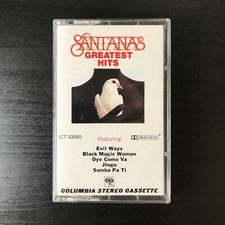 SANTANA'S
GREATEST
HITS
JCT 33050
Featuring
Evil Ways
Black Magic Woman
Oye Como Va
Jingo
Samba Pa Ti
COLUMBIA STEREO CASSETTE